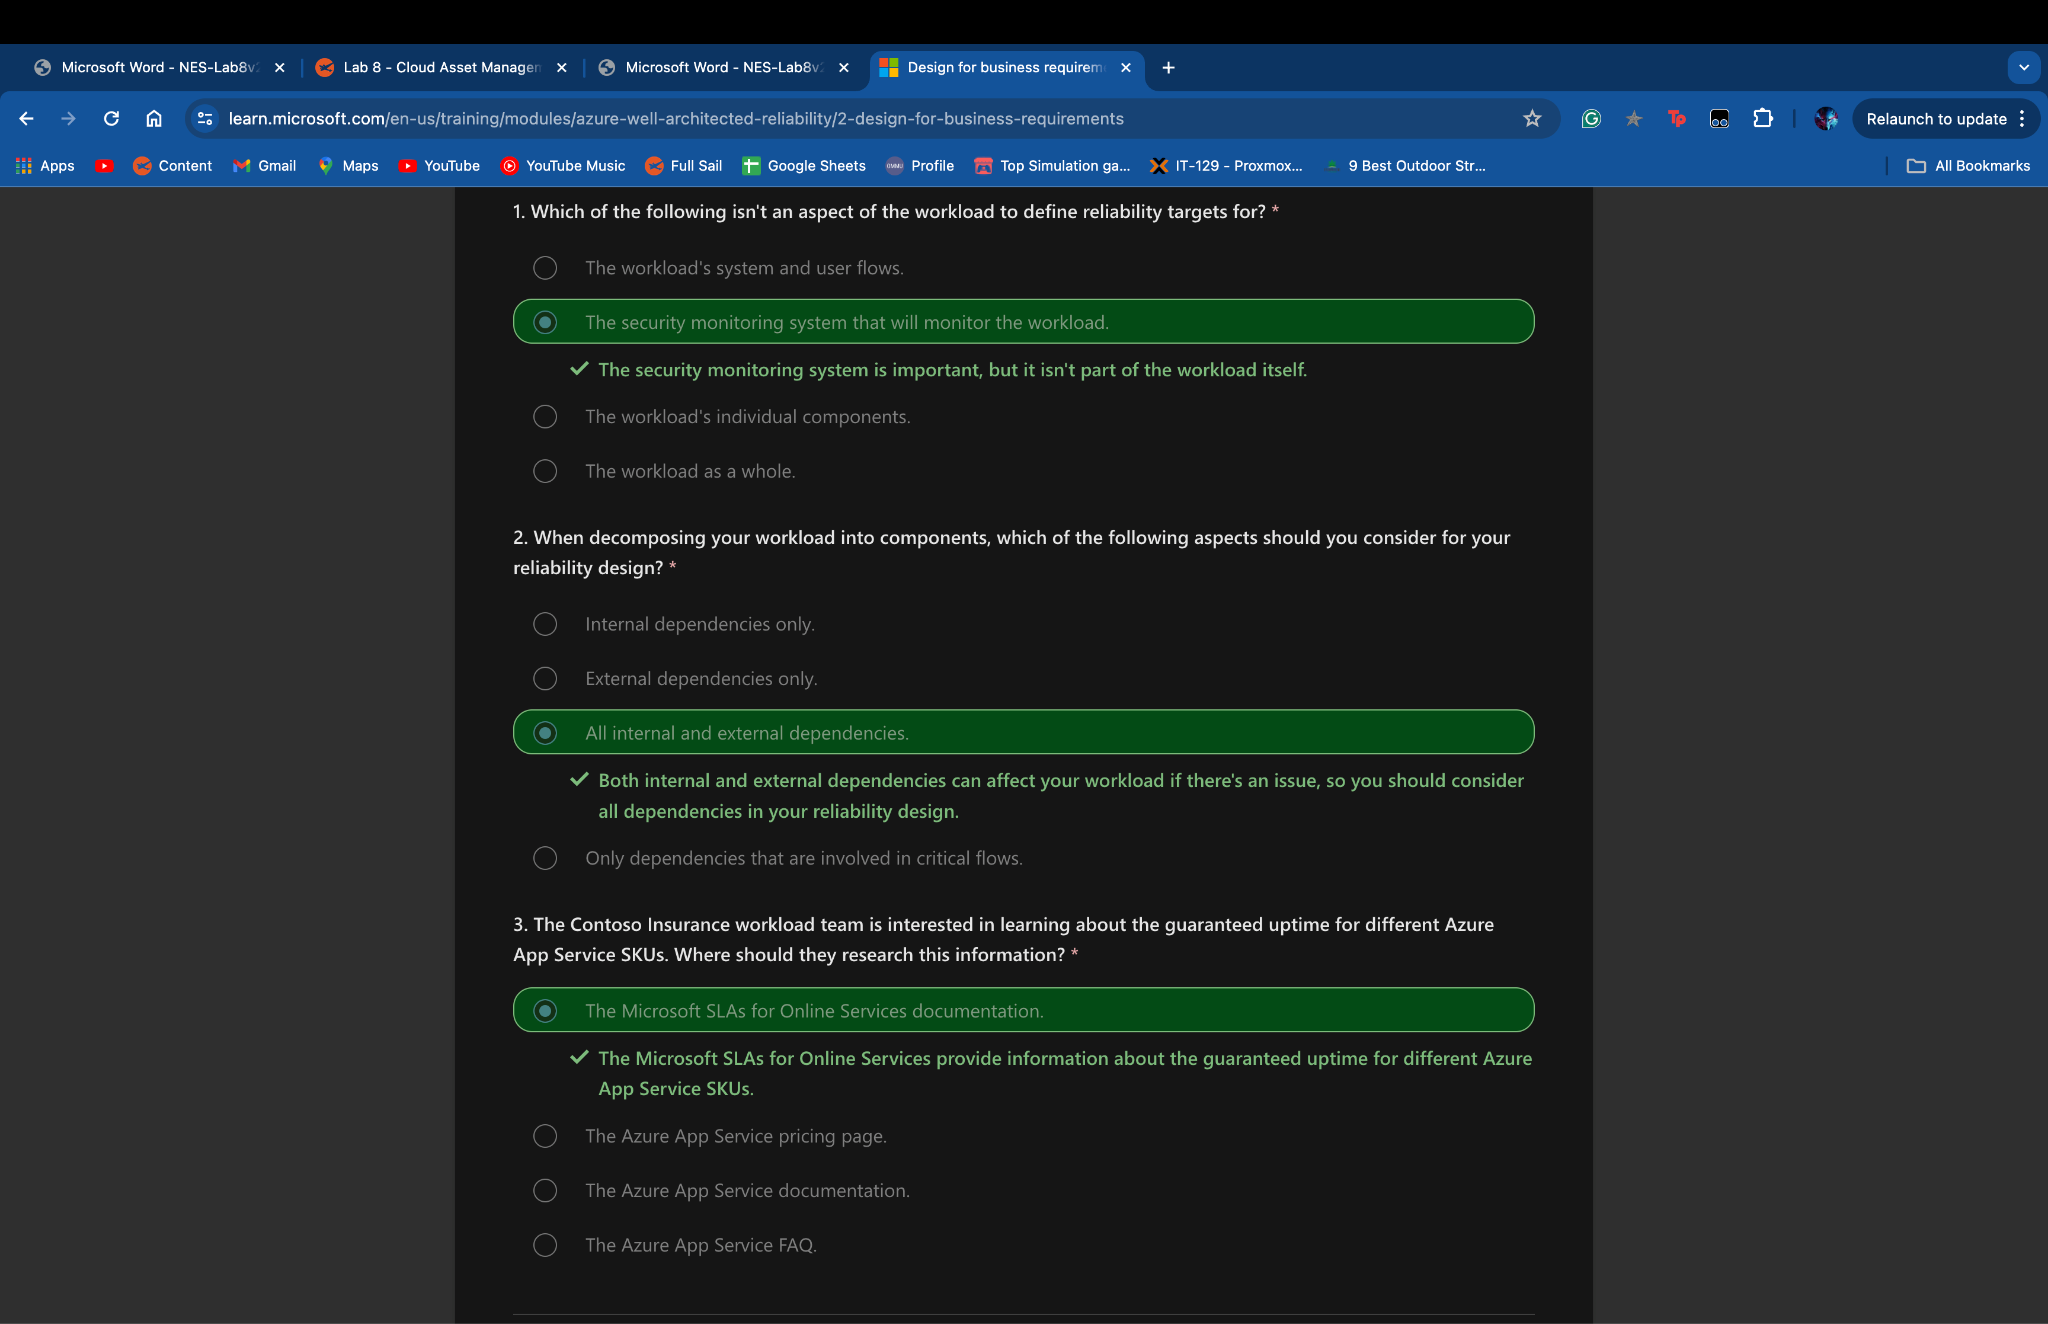 Microsoft Word - NES-Lab8v
Lab 8 - Cloud Asset Manage
Microsoft Word - NES-Lab8v
Design for business requirem
learn.microsoft.com/en-us/training/modules/azure-well-architected-reliability/2-design-for-business-requirements
Relaunch to update
Apps
Content
Gmail
Maps
YouTube
YouTube Music
Full Sail
Google Sheets
Profile
Top Simulation ga...
IT-129 - Proxmox...
9 Best Outdoor Str...
All Bookmarks
1. Which of the following isn't an aspect of the workload to define reliability targets for? *
The workload's system and user flows.
The security monitoring system that will monitor the workload.
The security monitoring system is important, but it isn't part of the workload itself.
The workload's individual components.
The workload as a whole.
2. When decomposing your workload into components, which of the following aspects should you consider for your
reliability design? *
Internal dependencies only.
External dependencies only.
All internal and external dependencies.
Both internal and external dependencies can affect your workload if there's an issue, so you should consider
all dependencies in your reliability design.
Only dependencies that are involved in critical flows.
3. The Contoso Insurance workload team is interested in learning about the guaranteed uptime for different Azure
App Service SKUs. Where should they research this information? *
The Microsoft SLAs for Online Services documentation.
The Microsoft SLAs for Online Services provide information about the guaranteed uptime for different Azure
App Service SKUs.
The Azure App Service pricing page.
The Azure App Service documentation.
The Azure App Service FAQ.